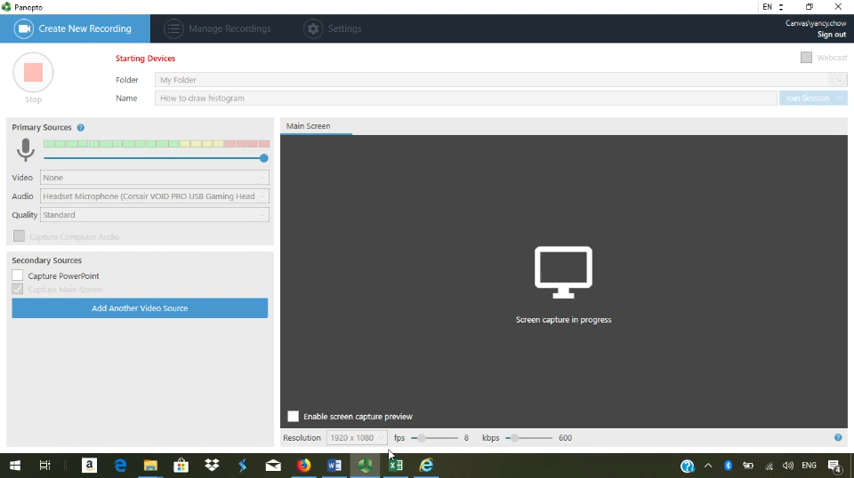 Panopto
EN
Create New Recording
Manage Recordings
Settings
Canvas\yancy.chow
Sign out
Starting Devices
Webcast
Folder
My Folder
Name
How to draw histogram
Join Session
Stop
Primary Sources
Main Screen
Video
None
Audio
Headset Microphone (Corsair VOID PRO USB Gaming Head
Quality
Standard
Capture Computer Audio
Secondary Sources
Capture PowerPoint
Capture Main Screen
Add Another Video Source
Screen capture in progress
Enable screen capture preview
Resolution
1920 x 1080
fps
8
kbps
600
ENG
4